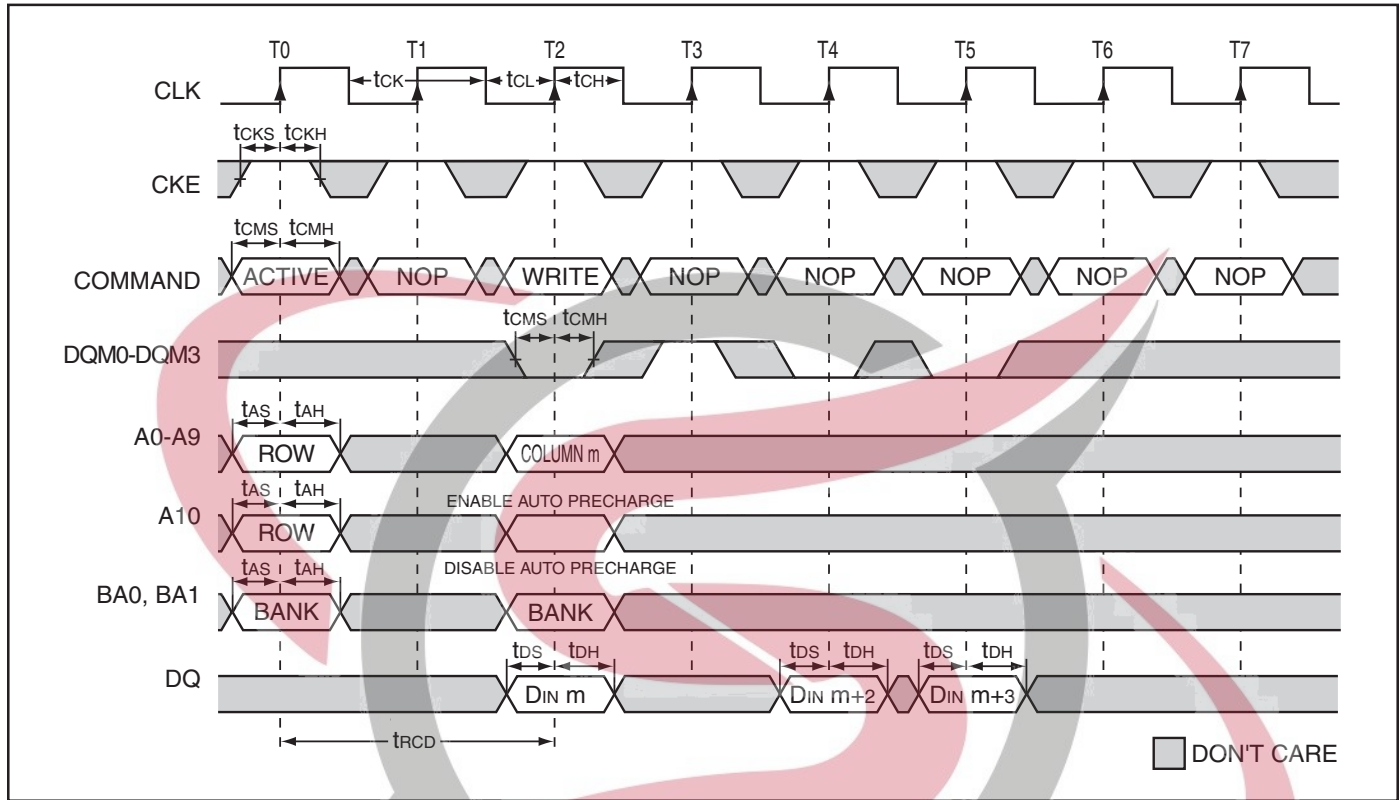 T0 T1 T2 T3 T4 T5 T6 T7
CLK tCK tCL tCH
tCKS tCKH
CKE
tCMS tCMH
COMMAND ACTIVE NOP WRITE NOP NOP NOP NOP NOP
tCMS tCMH
DQM0-DQM3
tAS tAH
A0-A9 ROW COLUMN m
tAS tAH ENABLE AUTO PRECHARGE
A10 ROW
tAS tAH DISABLE AUTO PRECHARGE
BA0, BA1 BANK BANK
tDS tDH tDS tDH tDS tDH
DQ DIN m DIN m+2 DIN m+3
tRCD
DON'T CARE